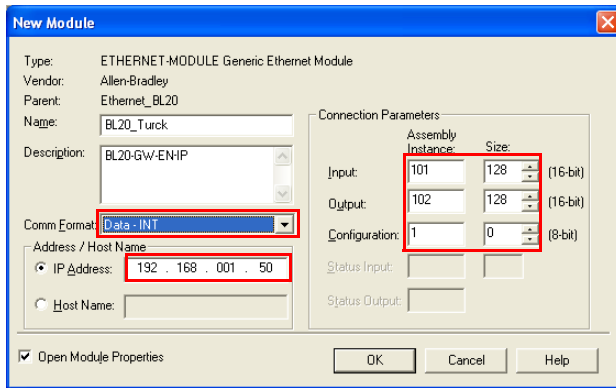 New Module
Type: ETHERNET-MODULE Generic Ethernet Module
Vendor: Allen-Bradley
Parent: Ethernet_BL20
Name: BL20_Turck
Description: BL20-GW-EN-IP
Comm Format: Data - INT
Address / Host Name
IP Address: 192 . 168 . 001 . 50
Host Name:
Connection Parameters
Assembly
Instance: Size:
Input: 101 128 (16-bit)
Output: 102 128 (16-bit)
Configuration: 1 0 (8-bit)
Status Input:
Status Output:
Open Module Properties
OK Cancel Help